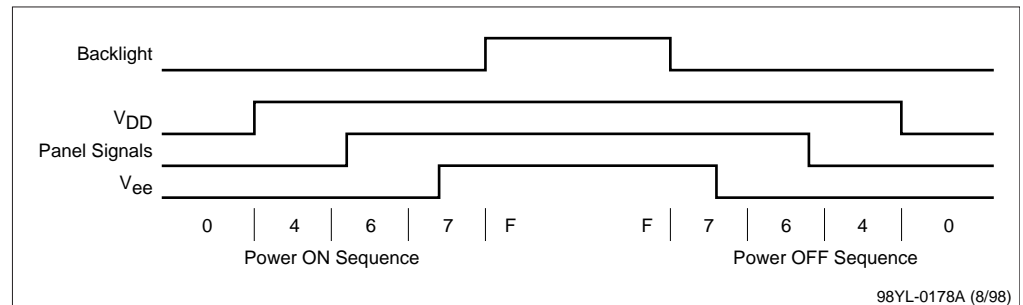 Backlight
VDD
Panel Signals
Vee
0 4 6 7 F F 7 6 4 0
Power ON Sequence Power OFF Sequence
98YL-0178A (8/98)